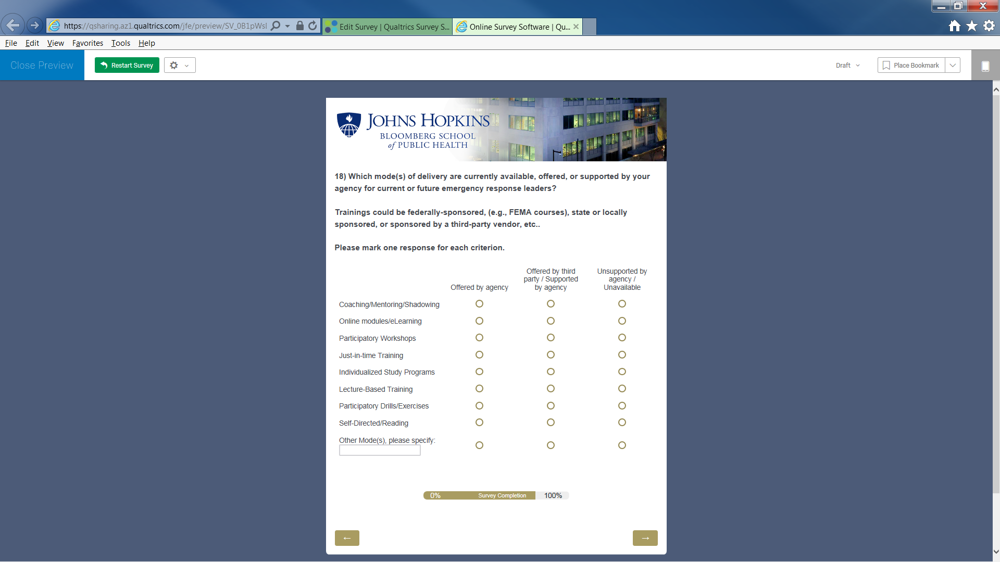 https://qsharing.az1.qualtrics.com/jfe/preview/SV_0B1pWsl
Edit Survey | Qualtrics Survey S...
Online Survey Software | Qu...
File Edit View Favorites Tools Help
Close Preview
Restart Survey
Draft
Place Bookmark
JOHNS HOPKINS
BLOOMBERG SCHOOL
of PUBLIC HEALTH
18) Which mode(s) of delivery are currently available, offered, or supported by your
agency for current or future emergency response leaders?
Trainings could be federally-sponsored, (e.g., FEMA courses), state or locally
sponsored, or sponsored by a third-party vendor, etc..
Please mark one response for each criterion.
Offered by agency
Offered by third
party / Supported
by agency
Unsupported by
agency /
Unavailable
Coaching/Mentoring/Shadowing
Online modules/eLearning
Participatory Workshops
Just-in-time Training
Individualized Study Programs
Lecture-Based Training
Participatory Drills/Exercises
Self-Directed/Reading
Other Mode(s), please specify:
0% Survey Completion 100%